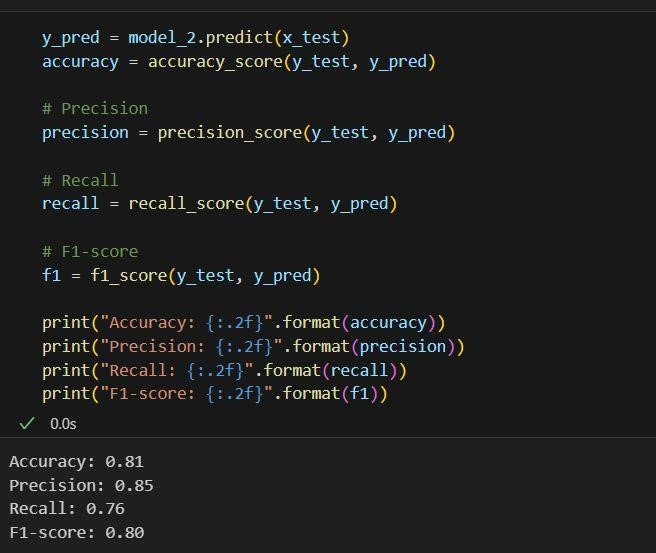 y_pred = model_2.predict(x_test)
accuracy = accuracy_score(y_test, y_pred)
# Precision
precision = precision_score(y_test, y_pred)
# Recall
recall = recall_score(y_test, y_pred)
# F1-score
f1 = f1_score(y_test, y_pred)
print("Accuracy: {:.2f}".format(accuracy))
print("Precision: {:.2f}".format(precision))
print("Recall: {:.2f}".format(recall))
print("F1-score: {:.2f}".format(f1))
0.0s
Accuracy: 0.81
Precision: 0.85
Recall: 0.76
F1-score: 0.80